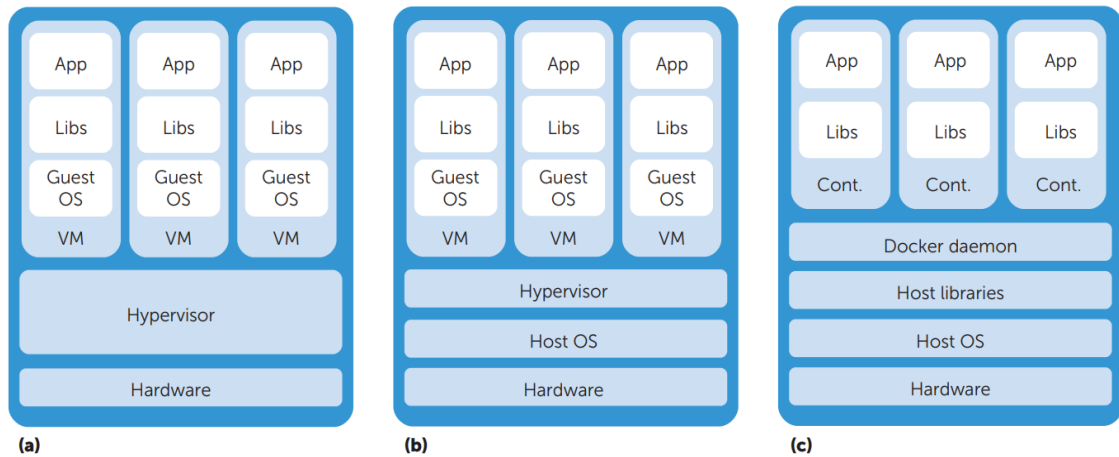 App App App
Libs Libs Libs
Guest OS Guest OS Guest OS
VM VM VM
Hypervisor
Hardware
(a)
App App App
Libs Libs Libs
Guest OS Guest OS Guest OS
VM VM VM
Hypervisor
Host OS
Hardware
(b)
App App App
Libs Libs Libs
Cont. Cont. Cont.
Docker daemon
Host libraries
Host OS
Hardware
(c)